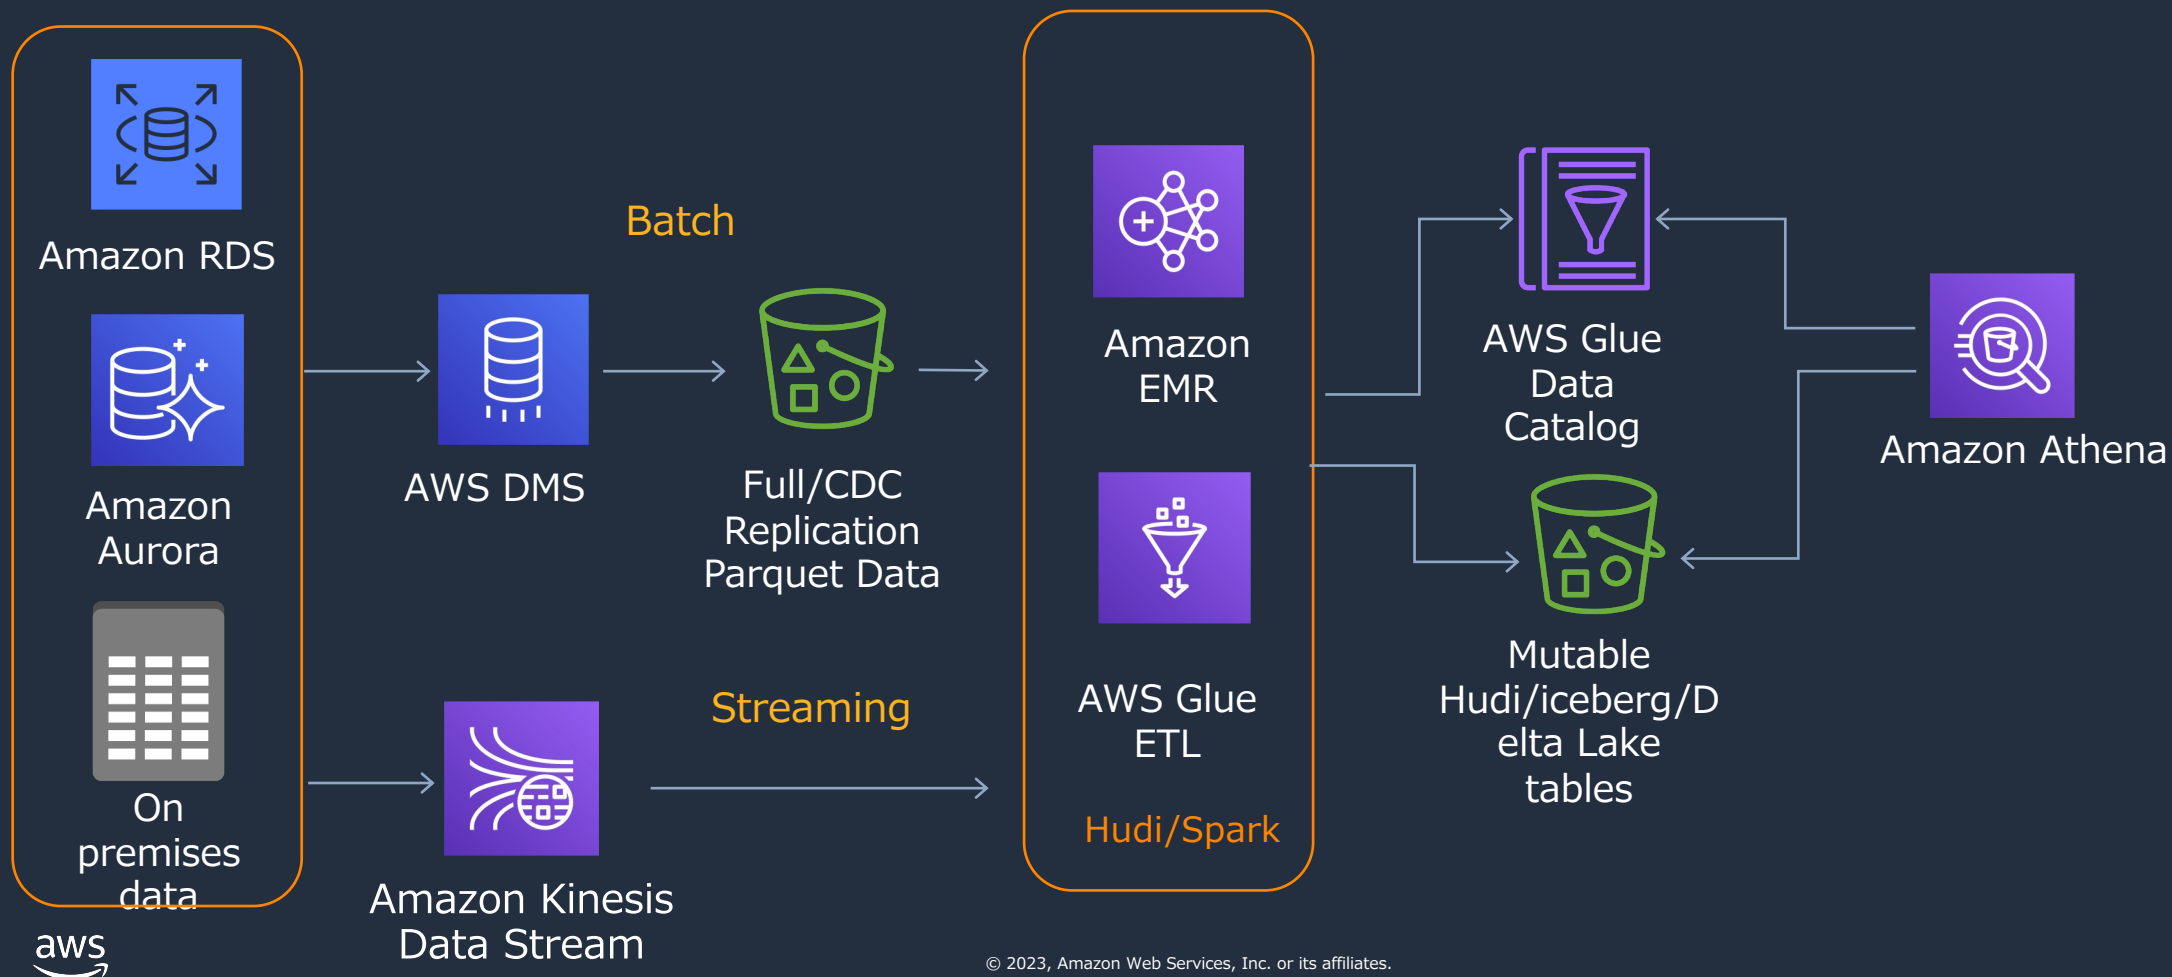 Amazon RDS
Amazon
Aurora
On
premises
data
aws
Batch
AWS DMS
Full/CDC
Replication
Parquet Data
Streaming
Amazon Kinesis
Data Stream
Amazon
EMR
AWS Glue
ETL
Hudi/Spark
AWS Glue
Data
Catalog
Mutable
Hudi/iceberg/D
elta Lake
tables
Amazon Athena
© 2023, Amazon Web Services, Inc. or its affiliates.